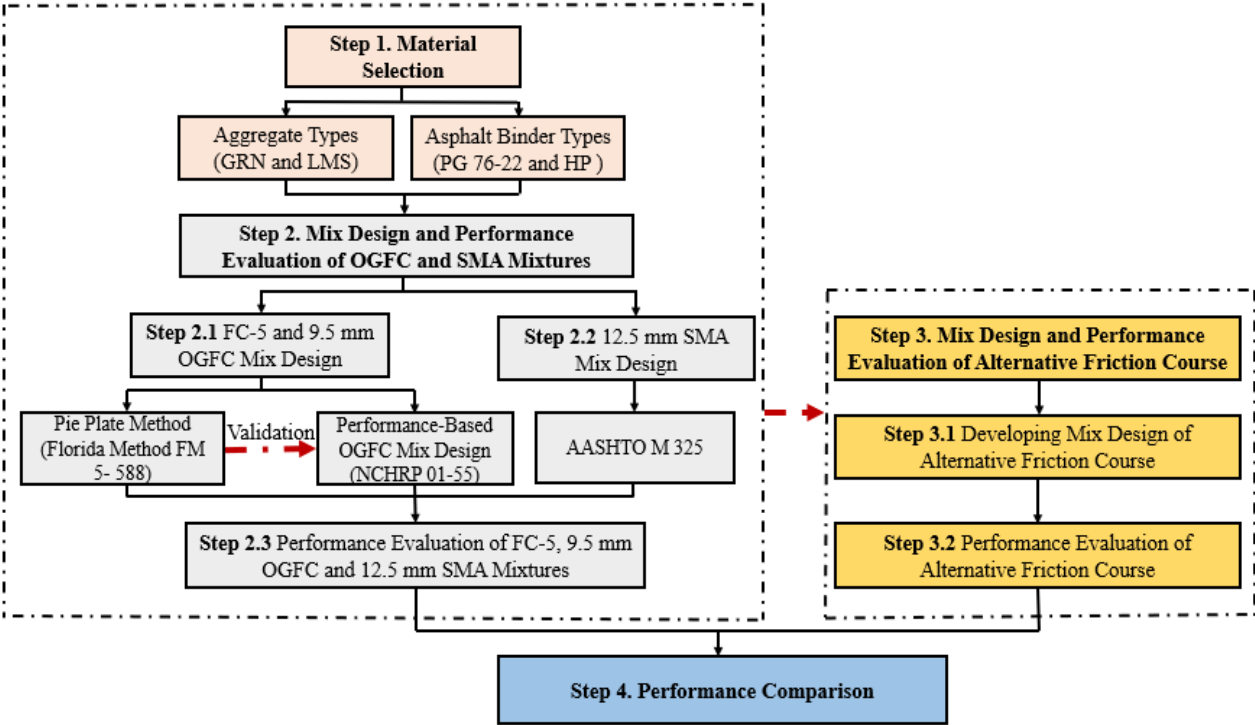 Step 1. Material
Selection
Aggregate Types
(GRN and LMS)
Asphalt Binder Types
(PG 76-22 and HP )
Step 2. Mix Design and Performance
Evaluation of OGFC and SMA Mixtures
Step 2.1 FC-5 and 9.5 mm
OGFC Mix Design
Step 2.2 12.5 mm SMA
Mix Design
Pie Plate Method
(Florida Method FM
5- 588)
Validation
Performance-Based
OGFC Mix Design
(NCHRP 01-55)
AASHTO M 325
Step 2.3 Performance Evaluation of FC-5, 9.5 mm
OGFC and 12.5 mm SMA Mixtures
Step 3. Mix Design and Performance
Evaluation of Alternative Friction Course
Step 3.1 Developing Mix Design of
Alternative Friction Course
Step 3.2 Performance Evaluation of
Alternative Friction Course
Step 4. Performance Comparison